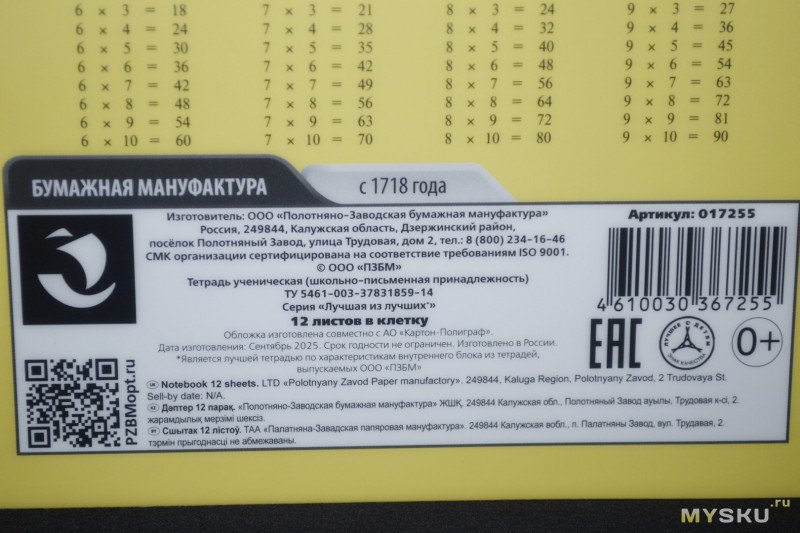 6 × 3 = 18 7 × 3 = 21 8 × 3 = 24 9 × 3 = 27
6 × 4 = 24 7 × 4 = 28 8 × 4 = 32 9 × 4 = 36
6 × 5 = 30 7 × 5 = 35 8 × 5 = 40 9 × 5 = 45
6 × 6 = 36 7 × 6 = 42 8 × 6 = 48 9 × 6 = 54
6 × 7 = 42 7 × 7 = 49 8 × 7 = 56 9 × 7 = 63
6 × 8 = 48 7 × 8 = 56 8 × 8 = 64 9 × 8 = 72
6 × 9 = 54 7 × 9 = 63 8 × 9 = 72 9 × 9 = 81
6 × 10 = 60 7 × 10 = 70 8 × 10 = 80 9 × 10 = 90
БУМАЖНАЯ МАНУФАКТУРА с 1718 года
Изготовитель: ООО «Полотняно-Заводская бумажная мануфактура»
Россия, 249844, Калужская область, Дзержинский район,
посёлок Полотняный Завод, улица Трудовая, дом 2, тел.: 8 (800) 234-16-46
СМК организации сертифицирована на соответствие требованиям ISO 9001.
© ООО «ПЗБМ»
Тетрадь ученическая (школьно-письменная принадлежность)
ТУ 5461-003-37831859-14
Серия «Лучшая из лучших*»
12 листов в клетку
Обложка изготовлена совместно с АО «Картон-Полиграф».
Дата изготовления: Сентябрь 2025. Срок годности не ограничен. Изготовлено в России.
*Является лучшей тетрадью по характеристикам внутреннего блока из тетрадей,
выпускаемых ООО «ПЗБМ»
Артикул: 017255
4 610030 367255
EAC
ЛУЧШЕЕ ДЕТЯМ
ЗНАК КАЧЕСТВА
0+
PZBMopt.ru
UK Notebook 12 sheets. LTD «Polotnyany Zavod Paper manufactory». 249844, Kaluga Region, Polotnyany Zavod, 2 Trudovaya St.
Sell-by date: N/A.
KZ Дәптер 12 парақ. «Полотняно-Заводская бумажная мануфактура» ЖШҚ. 249844 Калужская обл., Полотняный Завод ауылы, Трудовая к-сі, 2.
жарамдылық мерзімі шексіз.
BY Сшытак 12 лістоў. ТАА «Палатняна-Завадская папяровая мануфактура». 249844 Калужская вобл., п. Палатняны Завод, вул. Трудавая, 2.
тэрмін прыгоднасці не абмежаваны.
MYSKU.ru